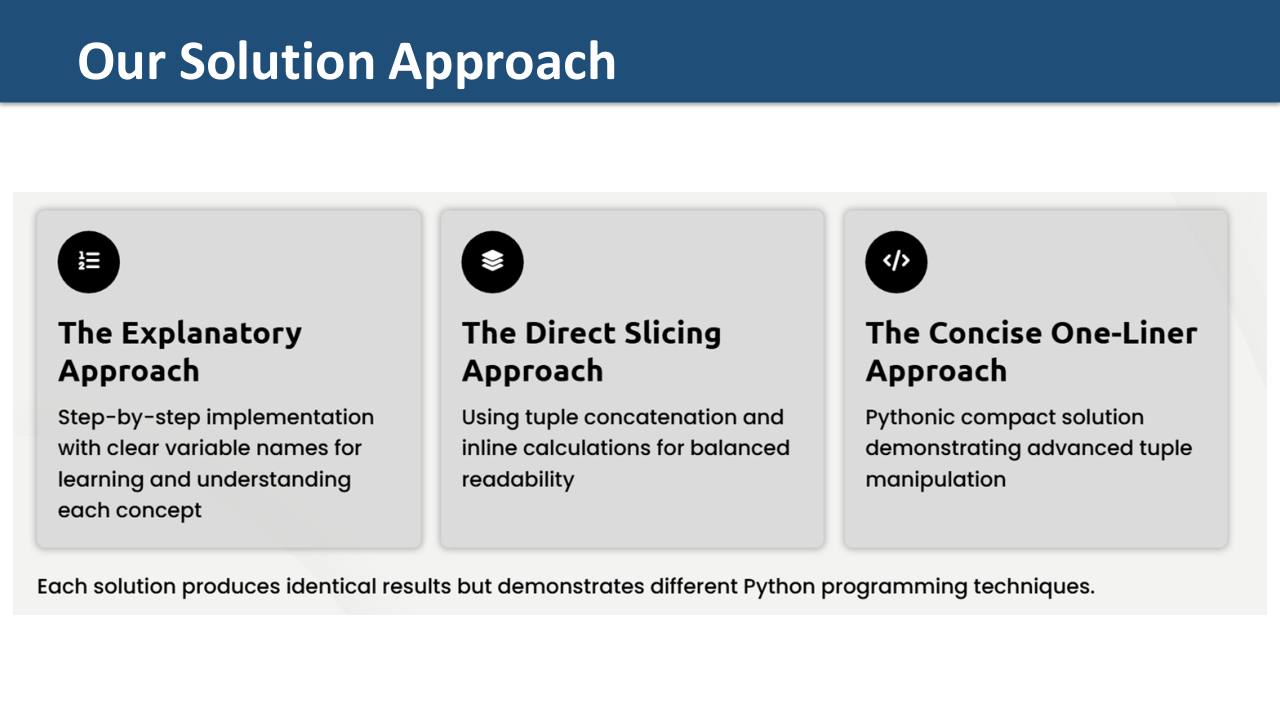 Our Solution Approach
The Explanatory
Approach
Step-by-step implementation
with clear variable names for
learning and understanding
each concept
The Direct Slicing
Approach
Using tuple concatenation and
inline calculations for balanced
readability
The Concise One-Liner
Approach
Pythonic compact solution
demonstrating advanced tuple
manipulation
Each solution produces identical results but demonstrates different Python programming techniques.